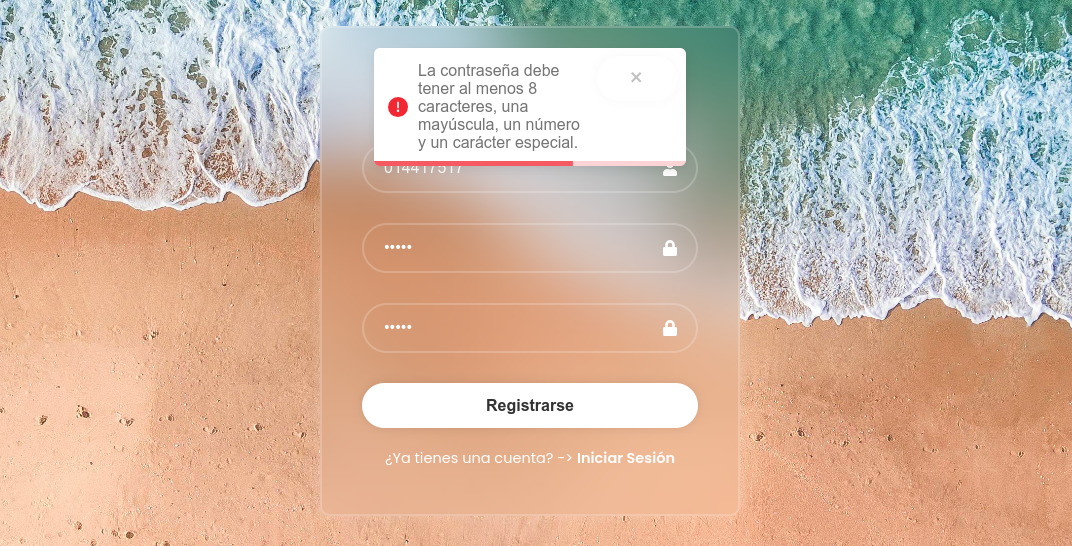 La contraseña debe
tener al menos 8
caracteres, una
mayúscula, un número
y un carácter especial.
×
014417517
•••••
•••••
Registrarse
¿Ya tienes una cuenta? -> Iniciar Sesión